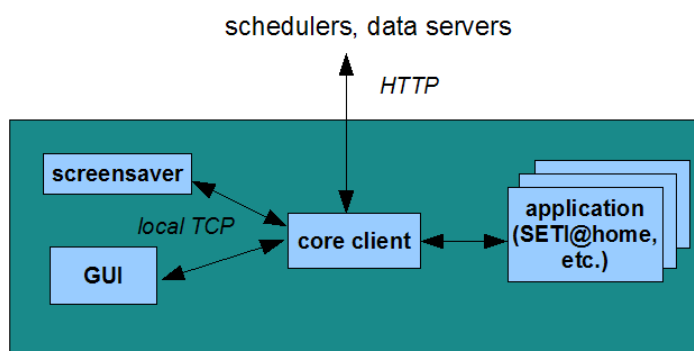 schedulers, data servers
HTTP
screensaver
local TCP
GUI
core client
application
(SETI@home,
etc.)